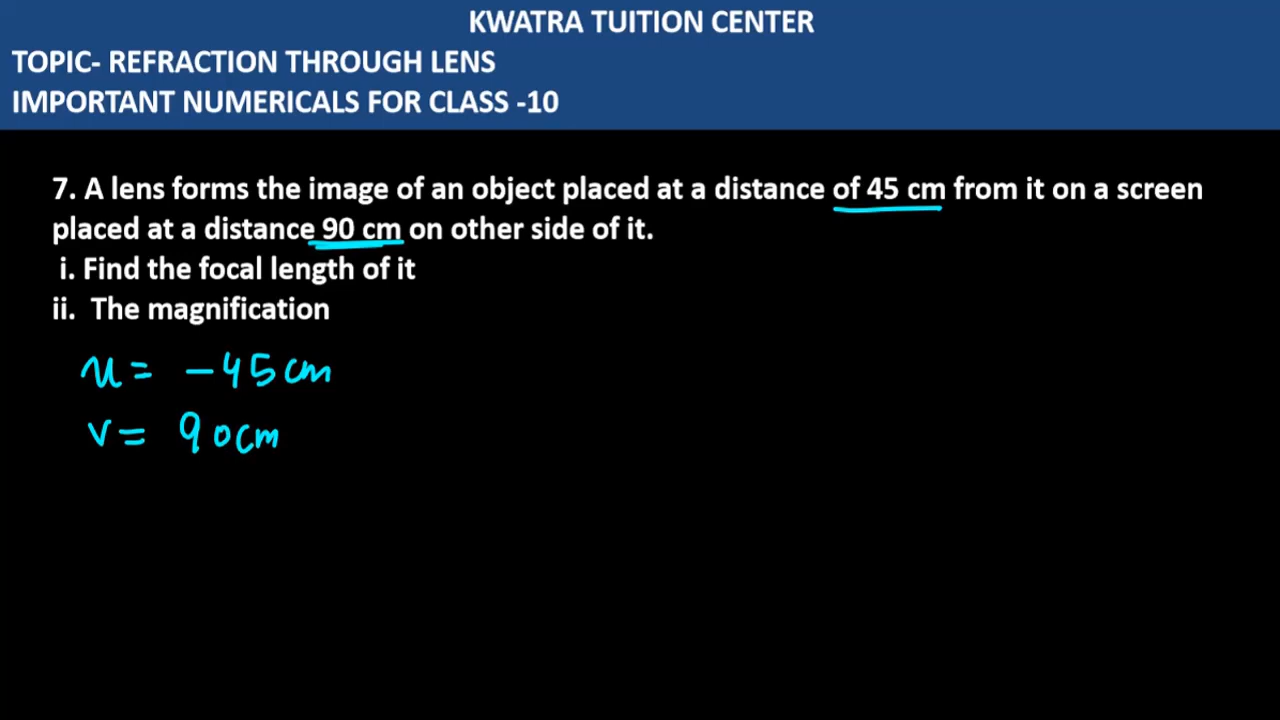 KWATRA TUITION CENTER
TOPIC- REFRACTION THROUGH LENS
IMPORTANT NUMERICALS FOR CLASS -10
7. A lens forms the image of an object placed at a distance of 45 cm from it on a screen
placed at a distance 90 cm on other side of it.
i. Find the focal length of it
ii. The magnification
u = -45 cm
v = 90cm